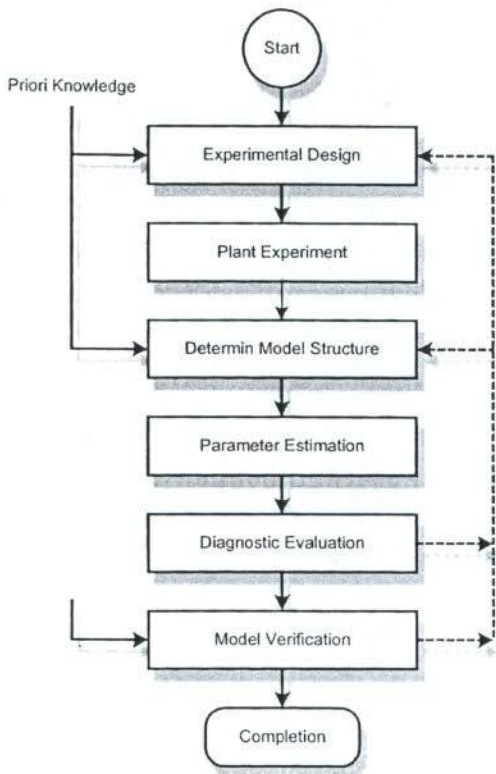 Start
Priori Knowledge
Experimental Design
Plant Experiment
Determin Model Structure
Parameter Estimation
Diagnostic Evaluation
Model Verification
Completion